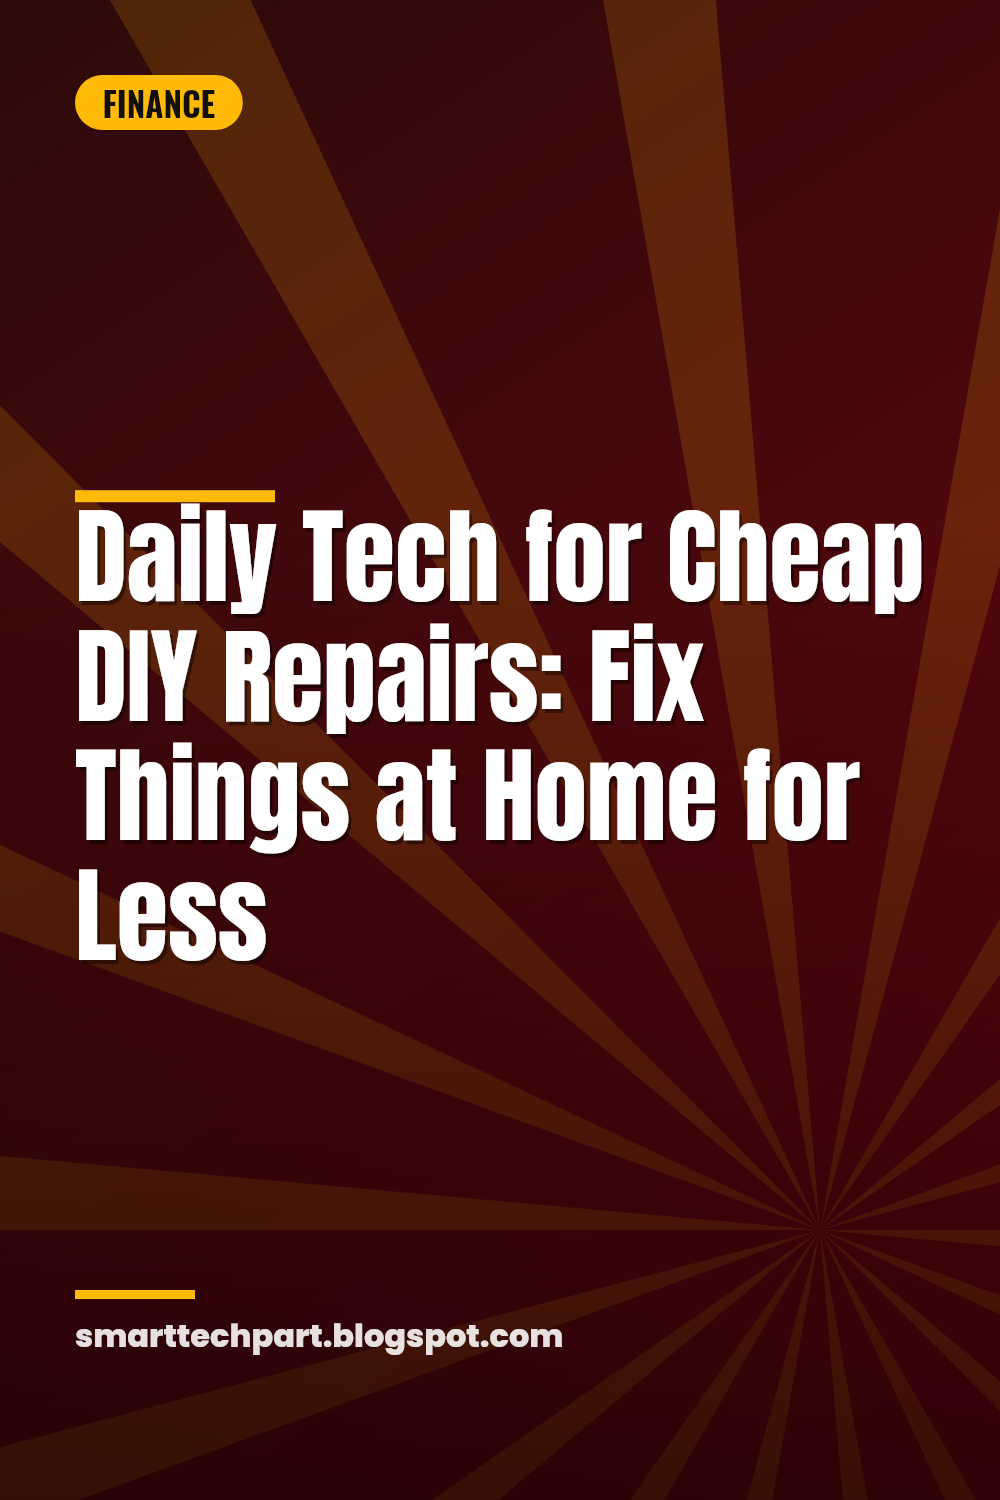 FINANCE
Daily Tech for Cheap
DIY Repairs: Fix
Things at Home for
Less
smarttechpart.blogspot.com